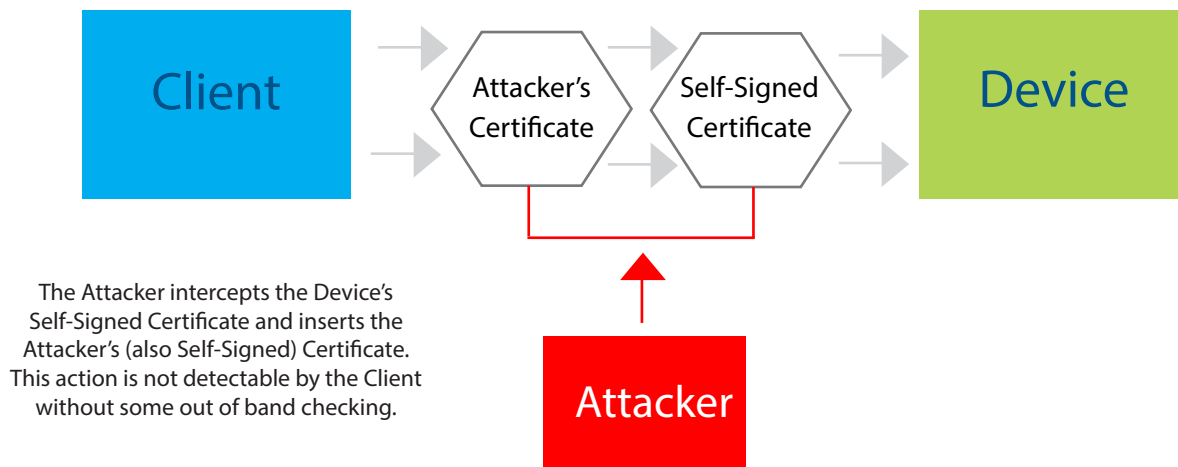 Client
Attacker’s
Certificate
Self-Signed
Certificate
Device
The Attacker intercepts the Device’s
Self-Signed Certificate and inserts the
Attacker’s (also Self-Signed) Certificate.
This action is not detectable by the Client
without some out of band checking.
Attacker